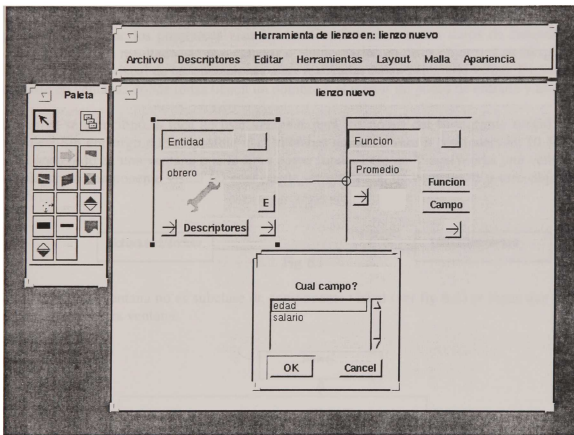 Herramienta de lienzo en: lienzo nuevo
Archivo Descriptores Editar Herramientas Layout Malla Apariencia
Paleta
lienzo nuevo
Entidad
obrero
E
Descriptores
Funcion
Promedio
Funcion
Campo
Cual campo?
edad
salario
OK Cancel